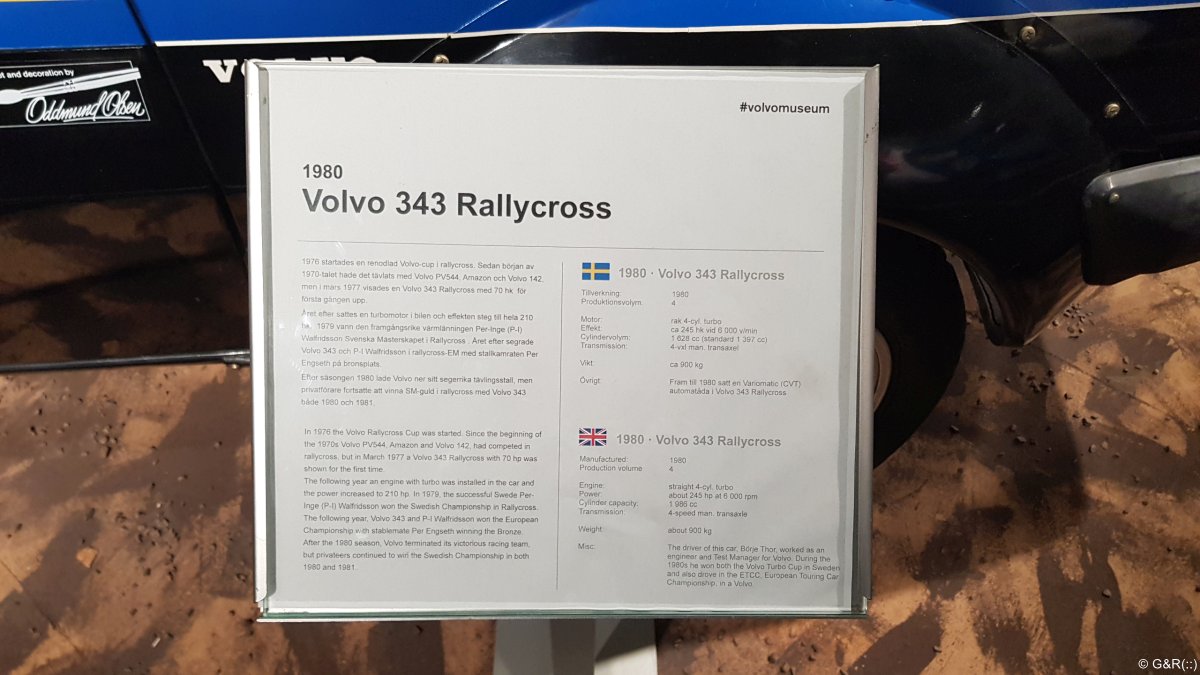 t and decoration by
Oddmund Olsen
#volvomuseum
1980
Volvo 343 Rallycross
1976 startades en renodlad Volvo-cup i rallycross. Sedan början av
1970-talet hade det tävlats med Volvo PV544, Amazon och Volvo 142,
men i mars 1977 visades en Volvo 343 Rallycross med 70 hk för
första gången upp.
Året efter sattes en turbomotor i bilen och effekten steg till hela 210
hk. 1979 vann den framgångsrike värmlänningen Per-Inge (P-I)
Walfridsson Svenska Mästerskapet i Rallycross . Året efter segrade
Volvo 343 och P-I Walfridsson i rallycross-EM med stallkamraten Per
Engseth på bronsplats.
Efter säsongen 1980 lade Volvo ner sitt segerrika tävlingsstall, men
privatförare fortsatte att vinna SM-guld i rallycross med Volvo 343
både 1980 och 1981.
In 1976 the Volvo Rallycross Cup was started. Since the beginning of
the 1970s Volvo PV544, Amazon and Volvo 142, had competed in
rallycross, but in March 1977 a Volvo 343 Rallycross with 70 hp was
shown for the first time.
The following year an engine with turbo was installed in the car and
the power increased to 210 hp. In 1979, the successful Swede Per-
Inge (P-I) Walfridsson won the Swedish Championship in Rallycross.
The following year, Volvo 343 and P-I Walfridsson won the European
Championship with stablemate Per Engseth winning the Bronze.
After the 1980 season, Volvo terminated its victorious racing team,
but privateers continued to win the Swedish Championship in both
1980 and 1981.
1980 · Volvo 343 Rallycross
Tillverkning: 1980
Produktionsvolym: 4
Motor: rak 4-cyl. turbo
Effekt: ca 245 hk vid 6 000 v/min
Cylindervolym: 1 628 cc (standard 1 397 cc)
Transmission: 4-vxl man. transaxel
Vikt: ca 900 kg
Övrigt: Fram till 1980 satt en Variomatic (CVT)
automatlåda i Volvo 343 Rallycross
1980 · Volvo 343 Rallycross
Manufactured: 1980
Production volume 4
Engine: straight 4-cyl. turbo
Power: about 245 hp at 6 000 rpm
Cylinder capacity: 1 986 cc
Transmission: 4-speed man. transaxle
Weight: about 900 kg
Misc: The driver of this car, Börje Thor, worked as an
engineer and Test Manager for Volvo. During the
1980s he won both the Volvo Turbo Cup in Sweden
and also drove in the ETCC, European Touring Car
Championship, in a Volvo.
© G&R(::)